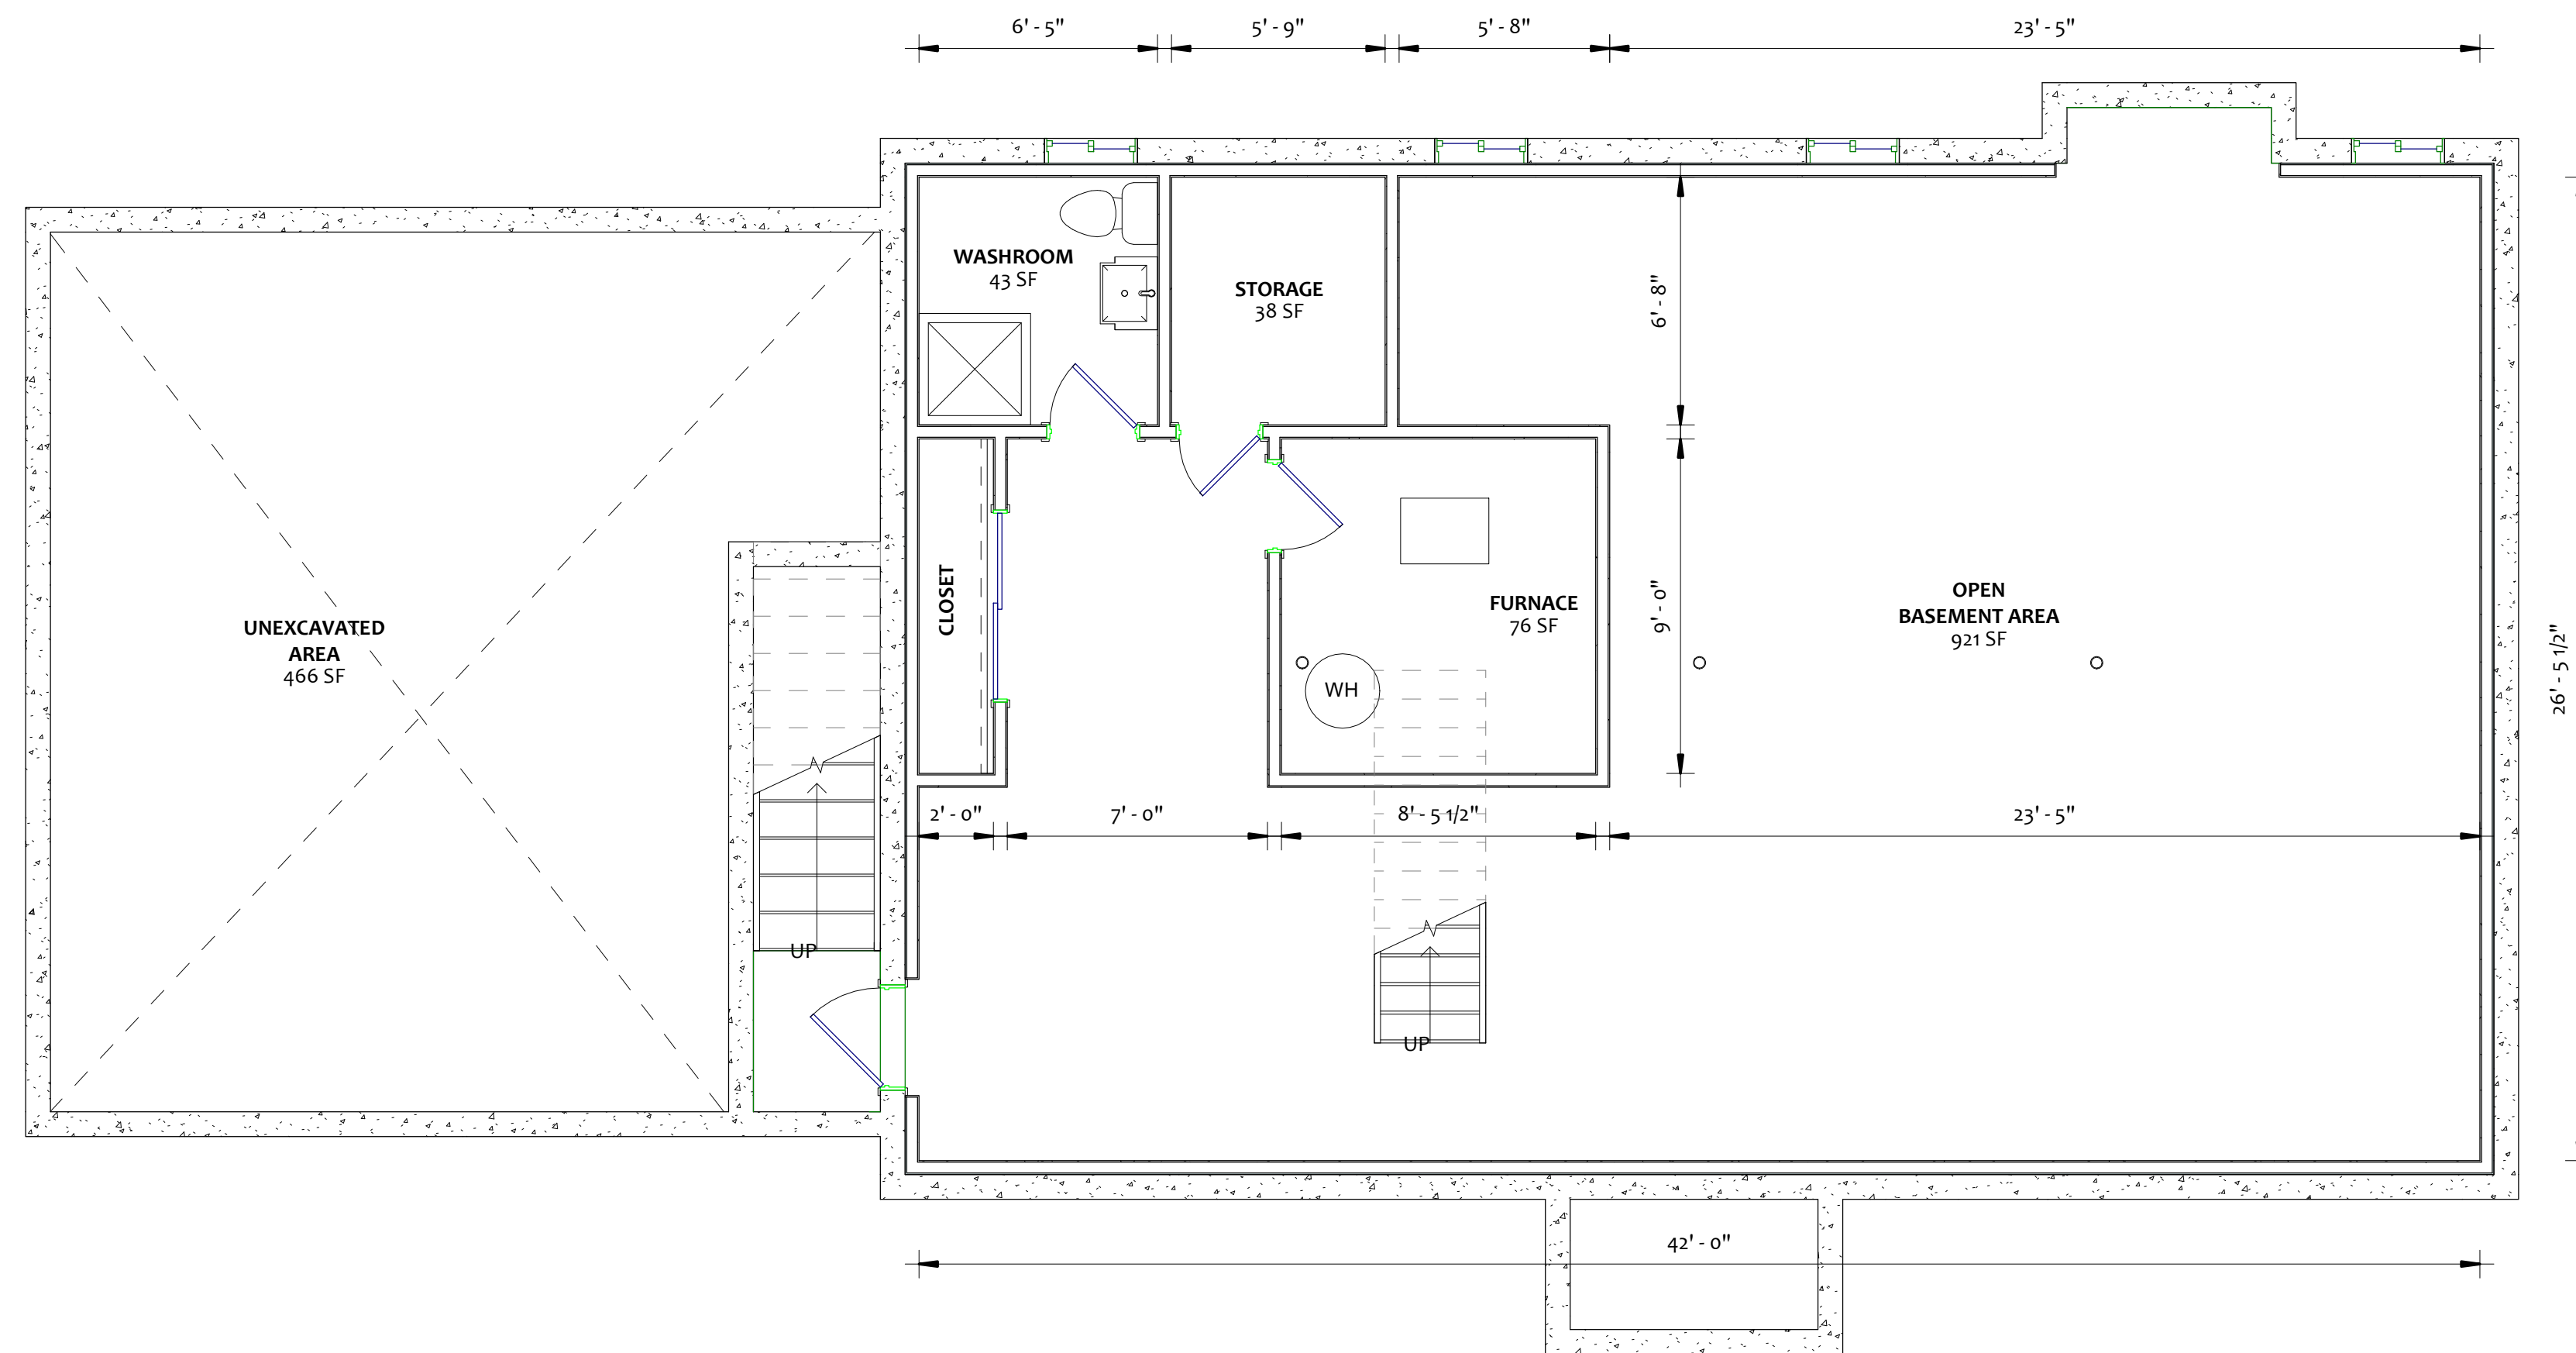 6' - 5"
5' - 9"
5' - 8"
23' - 5"
WASHROOM
43 SF
STORAGE
38 SF
6' - 8"
CLOSET
UNEXCAVATED
AREA
466 SF
FURNACE
76 SF
9' - 0"
OPEN
BASEMENT AREA
921 SF
26' - 5 1/2"
WH
2' - 0"
7' - 0"
8' - 5 1/2"
23' - 5"
UP
UP
42' - 0"